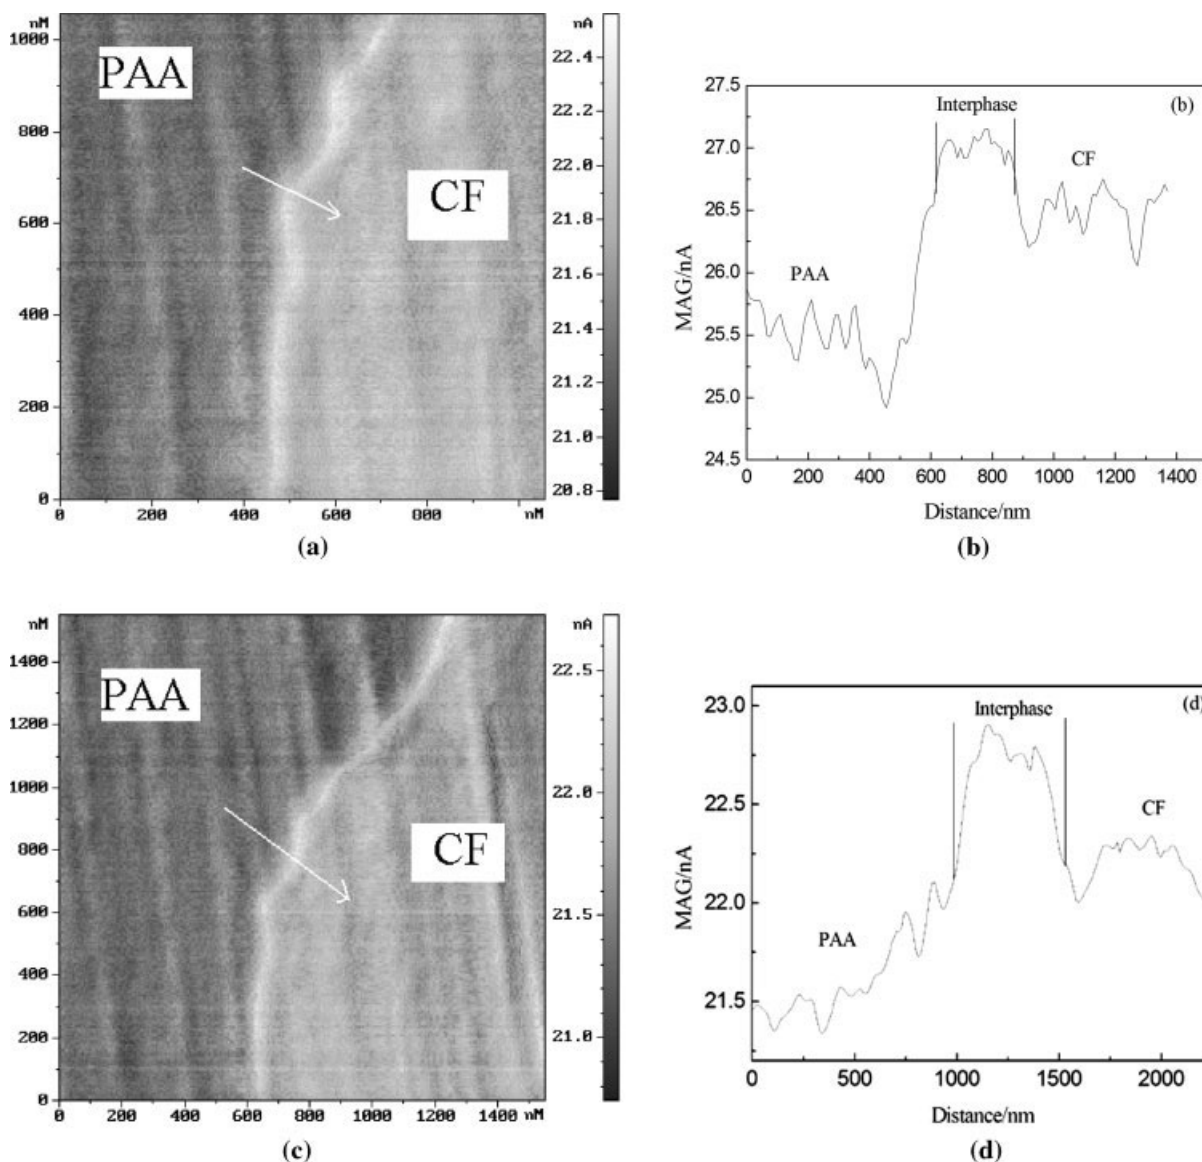 nM
1000
800
600
400
200
0
0 200 400 600 800 nM
PAA
CF
nA
22.4
22.2
22.0
21.8
21.6
21.4
21.2
21.0
20.8
(a)
27.5
27.0
26.5
26.0
25.5
25.0
24.5
MAG/nA
Interphase
(b)
CF
PAA
0 200 400 600 800 1000 1200 1400
Distance/nm
(b)
nM
1400
1200
1000
800
600
400
200
0
0 200 400 600 800 1000 1200 1400 nM
PAA
CF
nA
22.5
22.0
21.5
21.0
(c)
23.0
22.5
22.0
21.5
MAG/nA
Interphase
(d)
CF
PAA
0 500 1000 1500 2000
Distance/nm
(d)